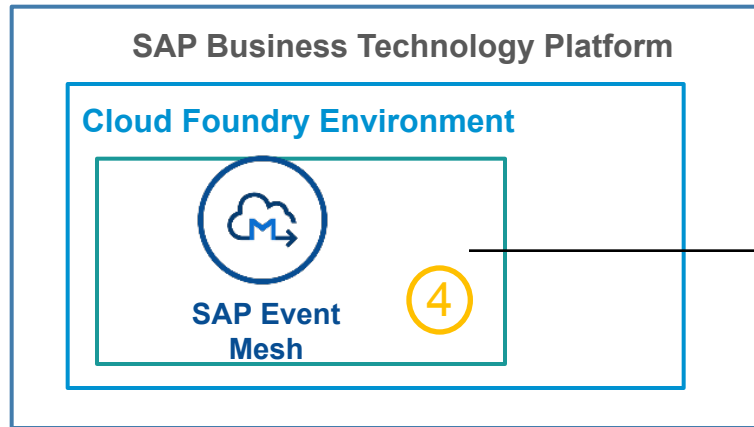 SAP Business Technology Platform
Cloud Foundry Environment
M
4
SAP Event
Mesh